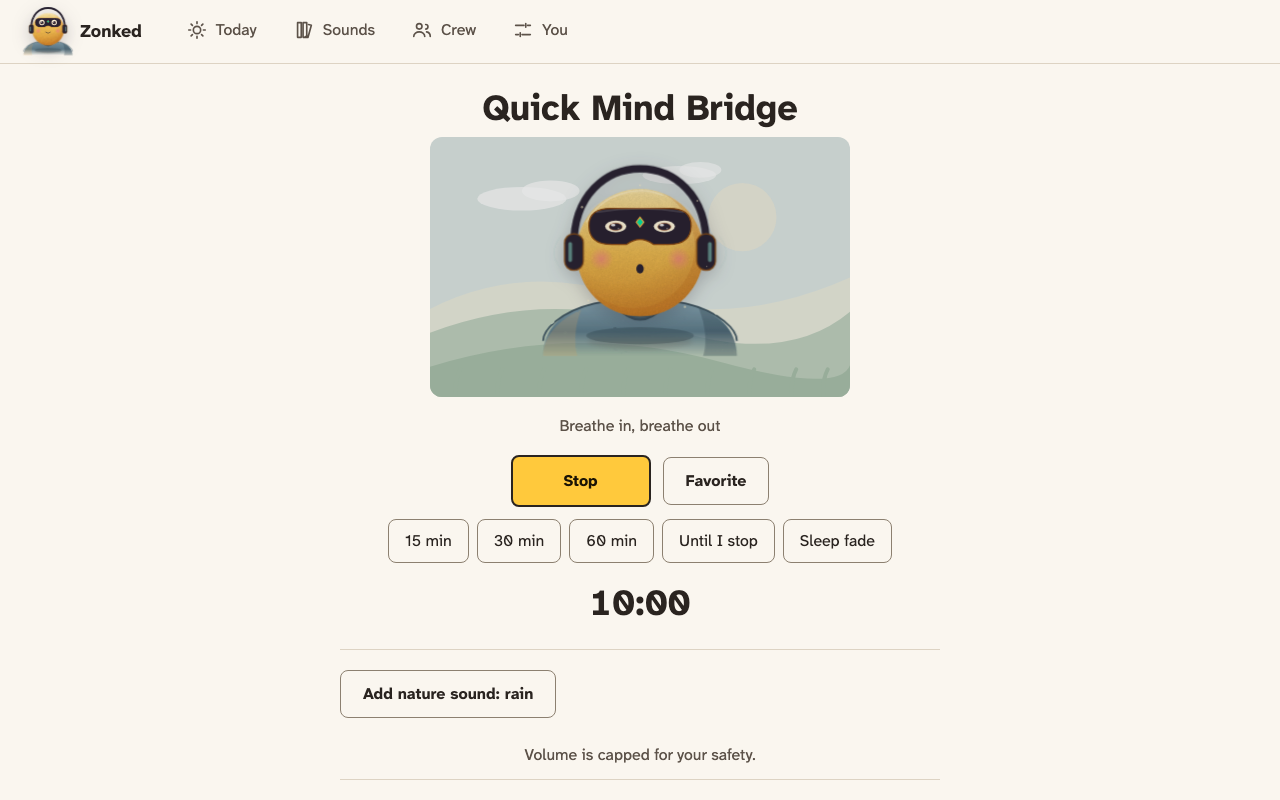 Zonked
Today
Sounds
Crew
You
Quick Mind Bridge
Breathe in, breathe out
Stop
Favorite
15 min
30 min
60 min
Until I stop
Sleep fade
10:00
Add nature sound: rain
Volume is capped for your safety.